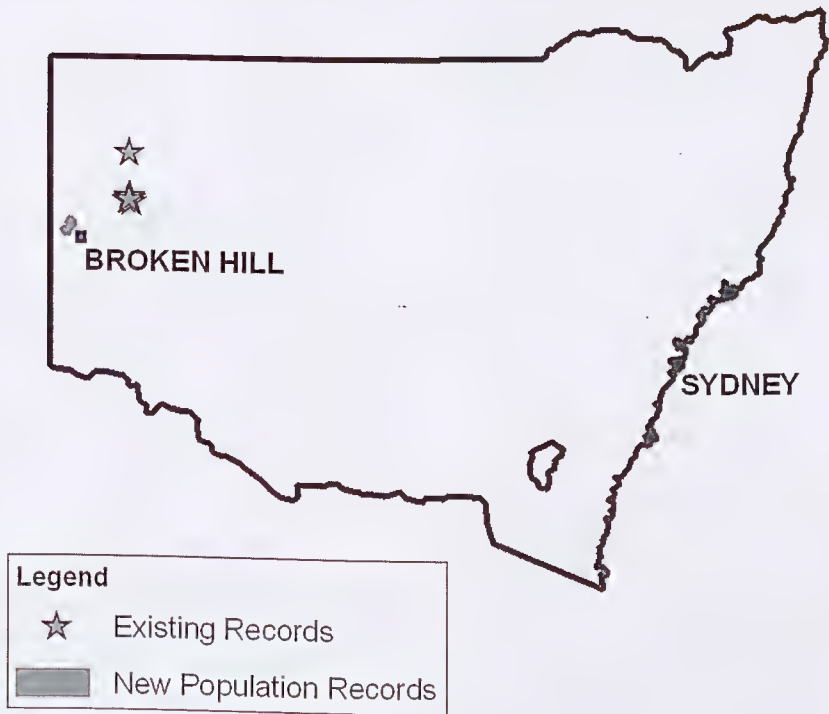 BROKEN HILL
SYDNEY
Legend
Existing Records
New Population Records